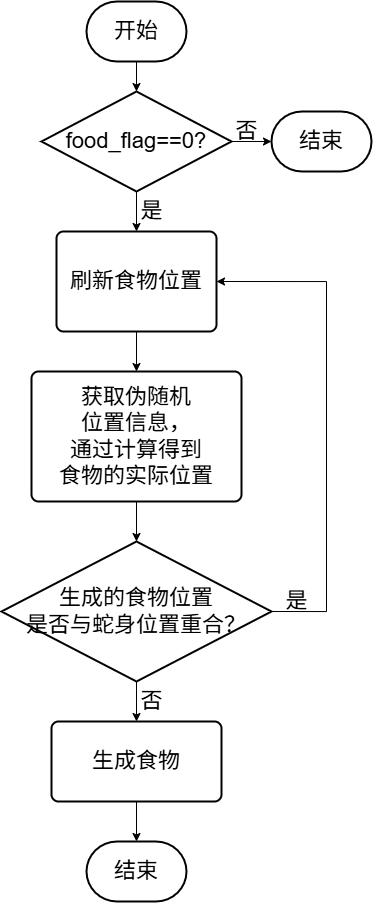 开始
food_flag==0?
否
结束
是
刷新食物位置
获取伪随机
位置信息，
通过计算得到
食物的实际位置
生成的食物位置
是否与蛇身位置重合？
是
否
生成食物
结束